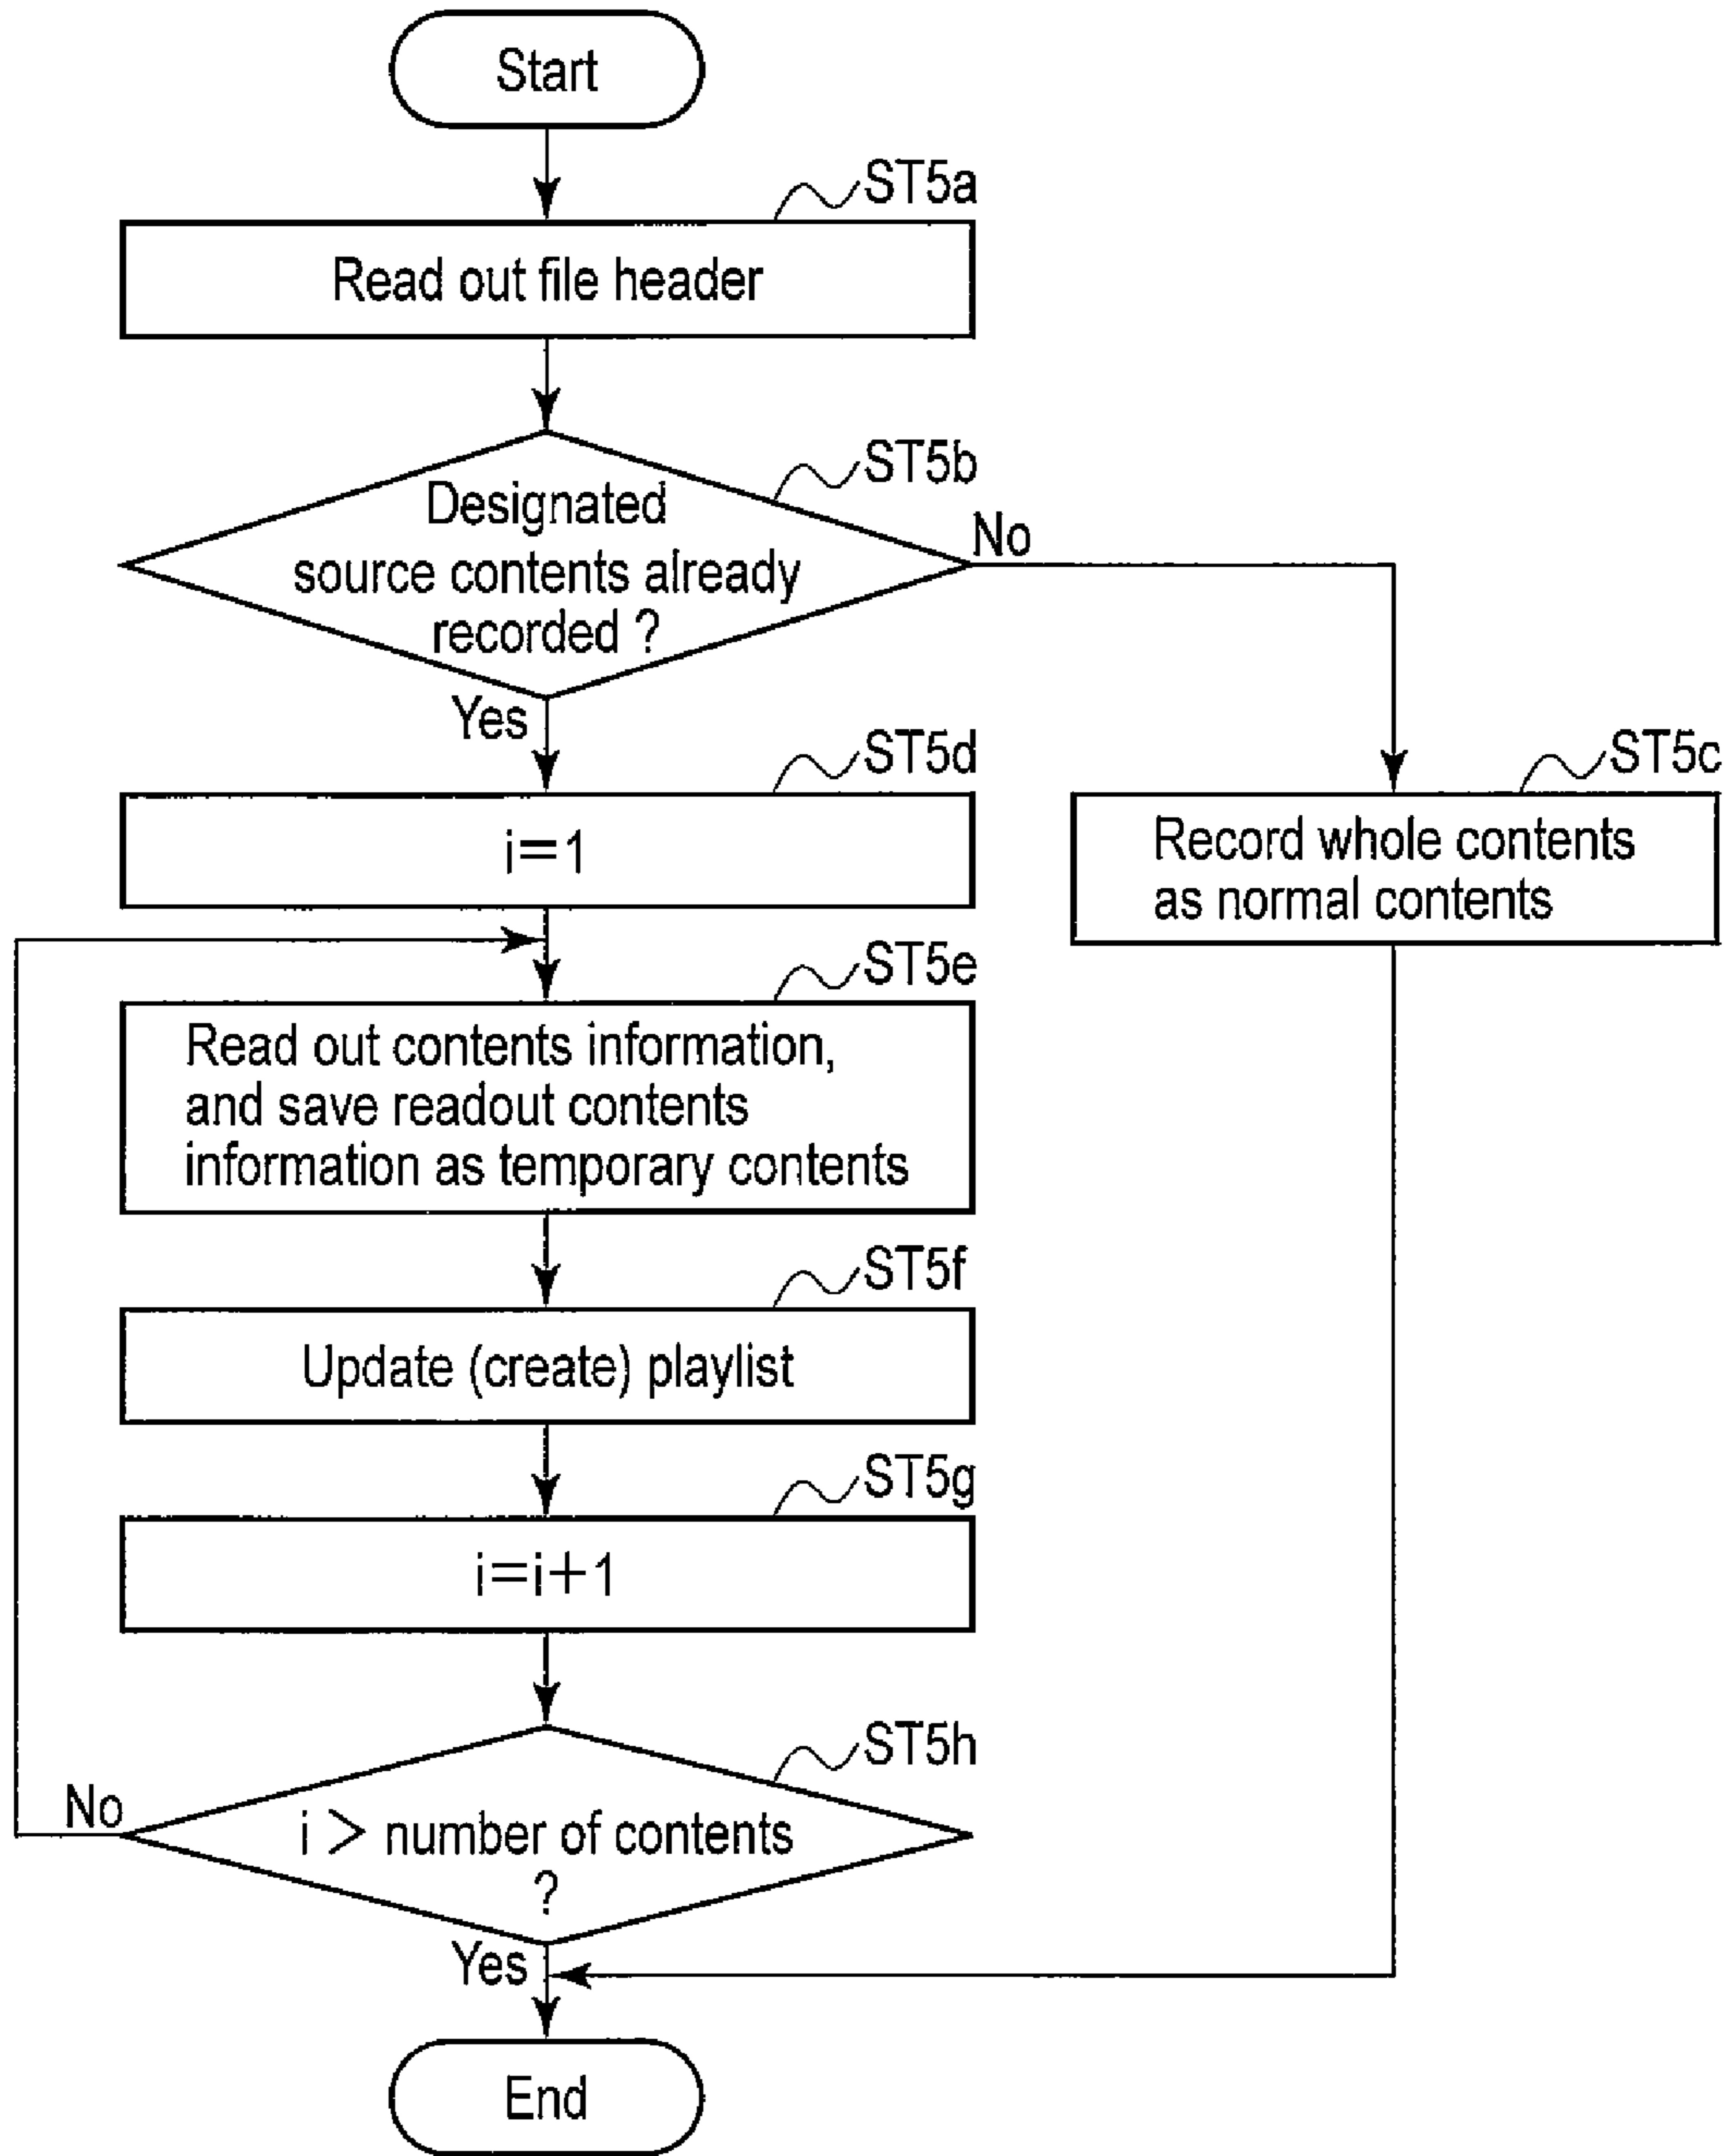 Start
ST5a
Read out file header
ST5b
Designated
source contents already
recorded ?
No
Yes
ST5d
i=1
ST5c
Record whole contents
as normal contents
ST5e
Read out contents information,
and save readout contents
information as temporary contents
ST5f
Update (create) playlist
ST5g
i=i+1
ST5h
No
i > number of contents
?
Yes
End